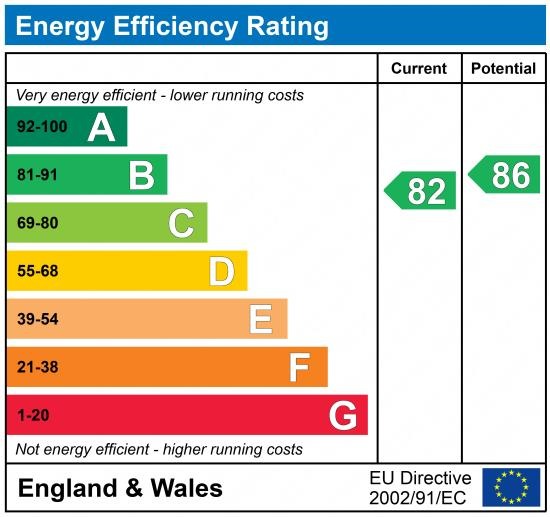 Energy Efficiency Rating
Current Potential
Very energy efficient - lower running costs
92-100 A
81-91 B
82
86
69-80 C
55-68 D
39-54 E
21-38 F
1-20 G
Not energy efficient - higher running costs
England & Wales
EU Directive
2002/91/EC